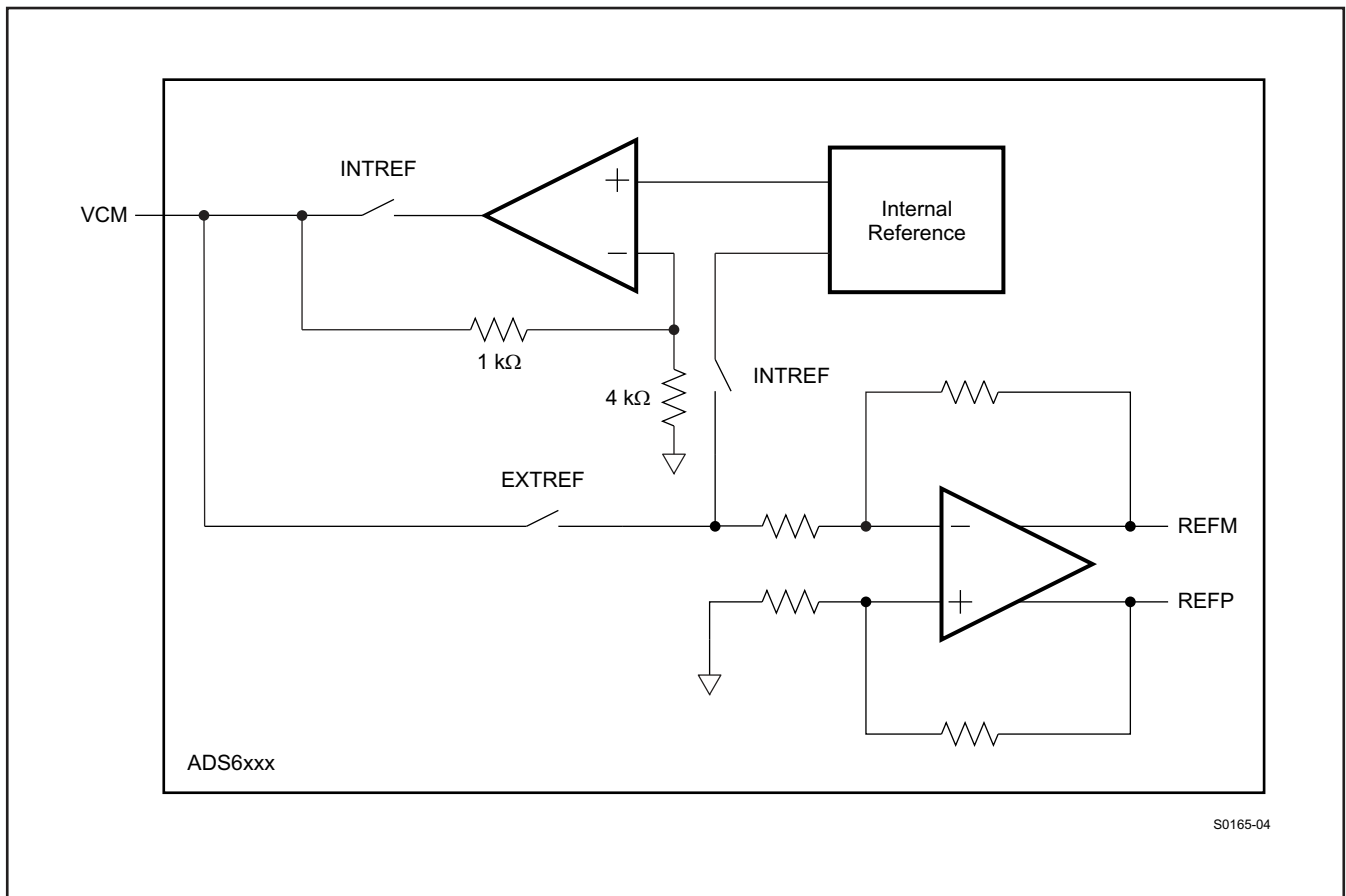 INTREF
VCM
+
−
Internal
Reference
1 kΩ
4 kΩ
INTREF
EXTREF
−
REFM
+
REFP
ADS6xxx
S0165-04